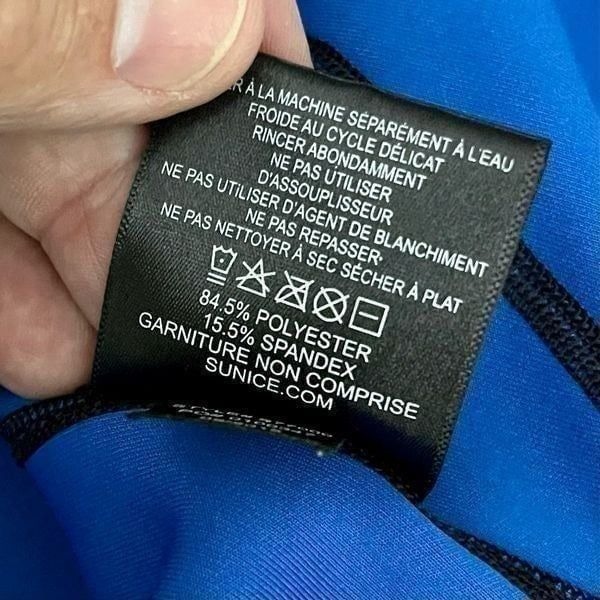 À LA MACHINE SÉPARÉMENT À L'EAU
FROIDE AU CYCLE DÉLICAT
RINCER ABONDAMMENT
NE PAS UTILISER
D'ASSOUPLISSEUR
NE PAS UTILISER D'AGENT DE BLANCHIMENT
NE PAS REPASSER
NE PAS NETTOYER À SEC SÉCHER À PLAT
84.5% POLYESTER
15.5% SPANDEX
GARNITURE NON COMPRISE
SUNICE.COM